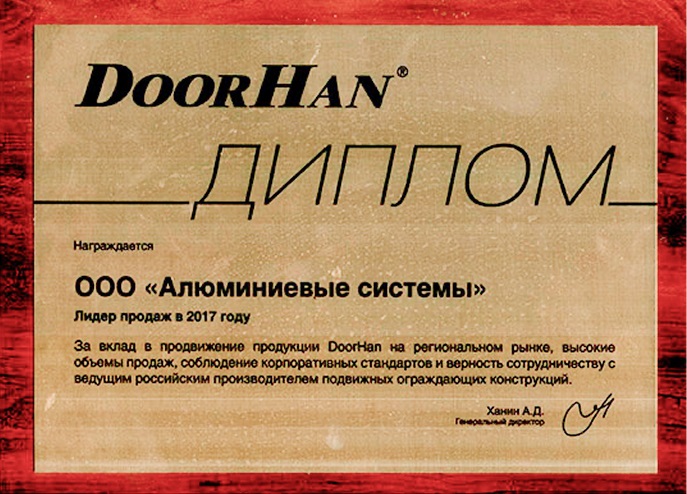 DOORHAN®
ДИПЛОМ
Награждается
ООО «Алюминиевые системы»
Лидер продаж в 2017 году
За вклад в продвижение продукции DoorHan на региональном рынке, высокие
объемы продаж, соблюдение корпоративных стандартов и верность сотрудничеству с
ведущим российским производителем подвижных ограждающих конструкций.
Ханин А.Д.
Генеральный директор